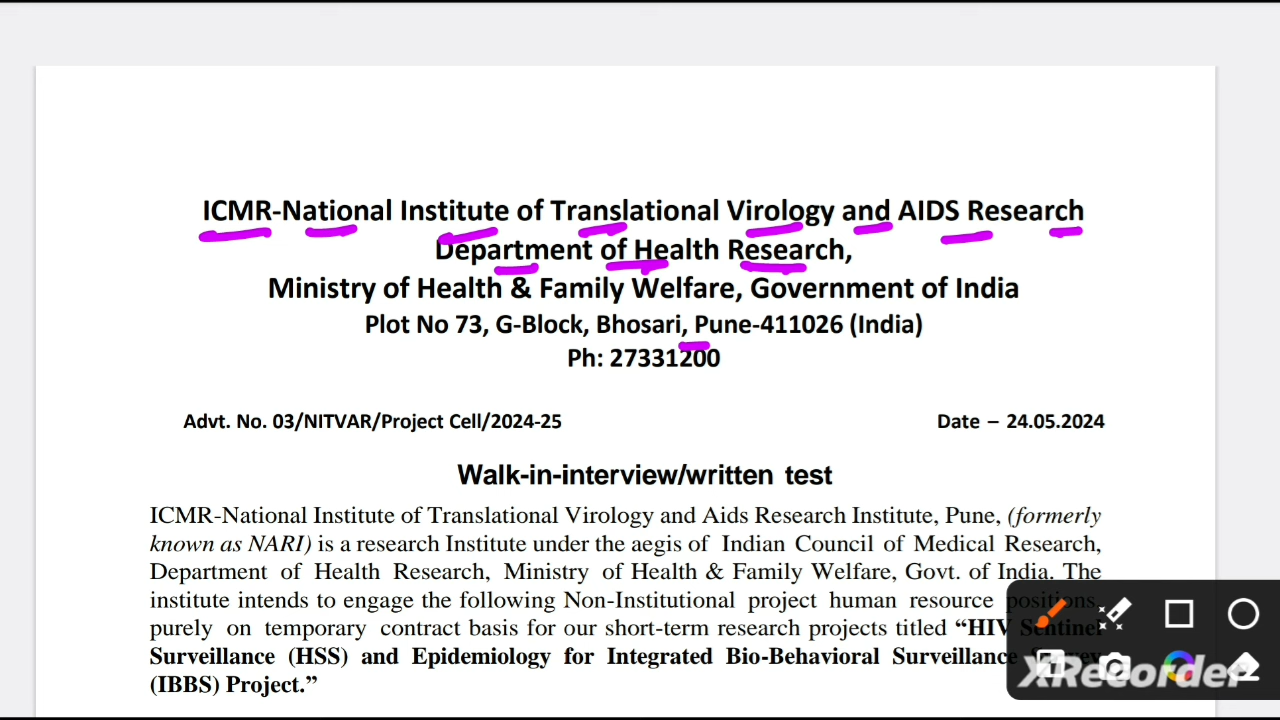 ICMR-National Institute of Translational Virology and AIDS Research
Department of Health Research,
Ministry of Health & Family Welfare, Government of India
Plot No 73, G-Block, Bhosari, Pune-411026 (India)
Ph: 27331200
Advt. No. 03/NITVAR/Project Cell/2024-25 Date – 24.05.2024
Walk-in-interview/written test
ICMR-National Institute of Translational Virology and Aids Research Institute, Pune, (formerly
known as NARI) is a research Institute under the aegis of Indian Council of Medical Research,
Department of Health Research, Ministry of Health & Family Welfare, Govt. of India. The
institute intends to engage the following Non-Institutional project human resource positions,
purely on temporary contract basis for our short-term research projects titled “HIV Sentinel
Surveillance (HSS) and Epidemiology for Integrated Bio-Behavioral Surveillance Survey
(IBBS) Project.”
XRecorder